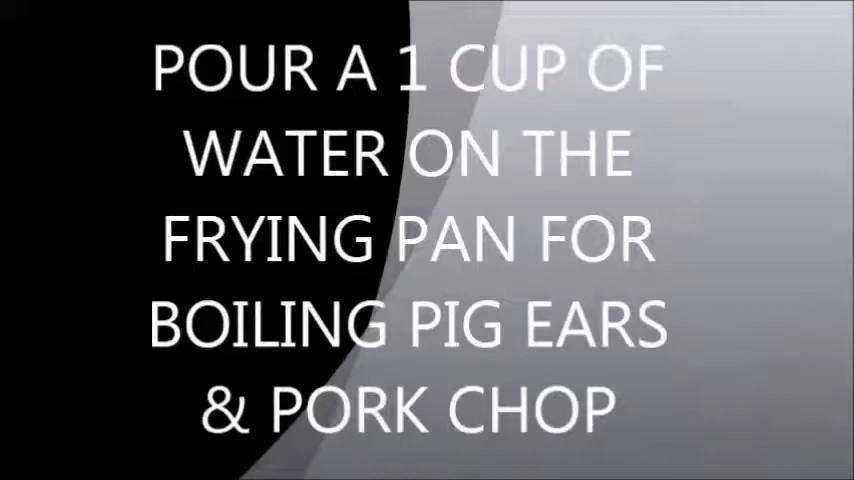 POUR A 1 CUP OF
WATER ON THE
FRYING PAN FOR
BOILING PIG EARS
& PORK CHOP